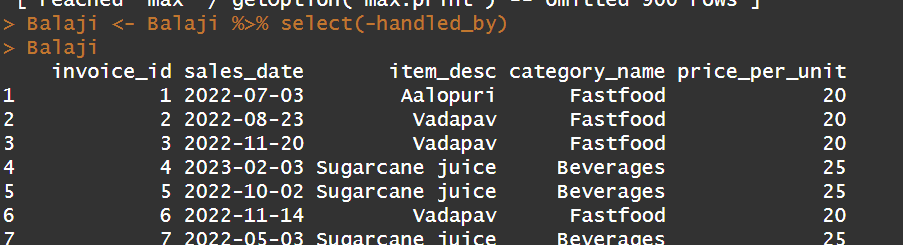 [ reached 'max' / getOption("max.print") -- omitted 900 rows ]
> Balaji <- Balaji %>% select(-handled_by)
> Balaji
invoice_id sales_date item_desc category_name price_per_unit
1 1 2022-07-03 Aalopuri Fastfood 20
2 2 2022-08-23 Vadapav Fastfood 20
3 3 2022-11-20 Vadapav Fastfood 20
4 4 2023-02-03 Sugarcane juice Beverages 25
5 5 2022-10-02 Sugarcane juice Beverages 25
6 6 2022-11-14 Vadapav Fastfood 20
7 7 2022-05-03 Sugarcane juice Beverages 25